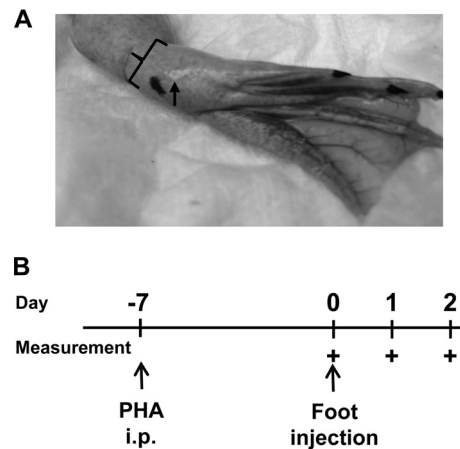 A
B
Day -7 0 1 2
Measurement + + +
PHA Foot
i.p. injection